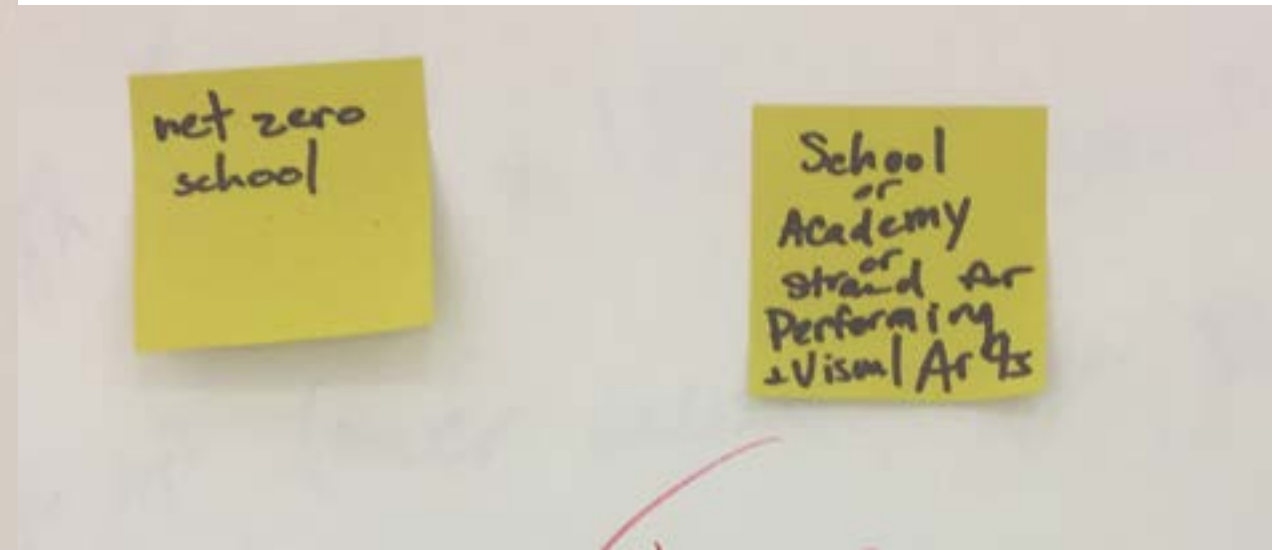 net zero
school
School
or
Academy
or
strand for
Performing
+ Visual Arts